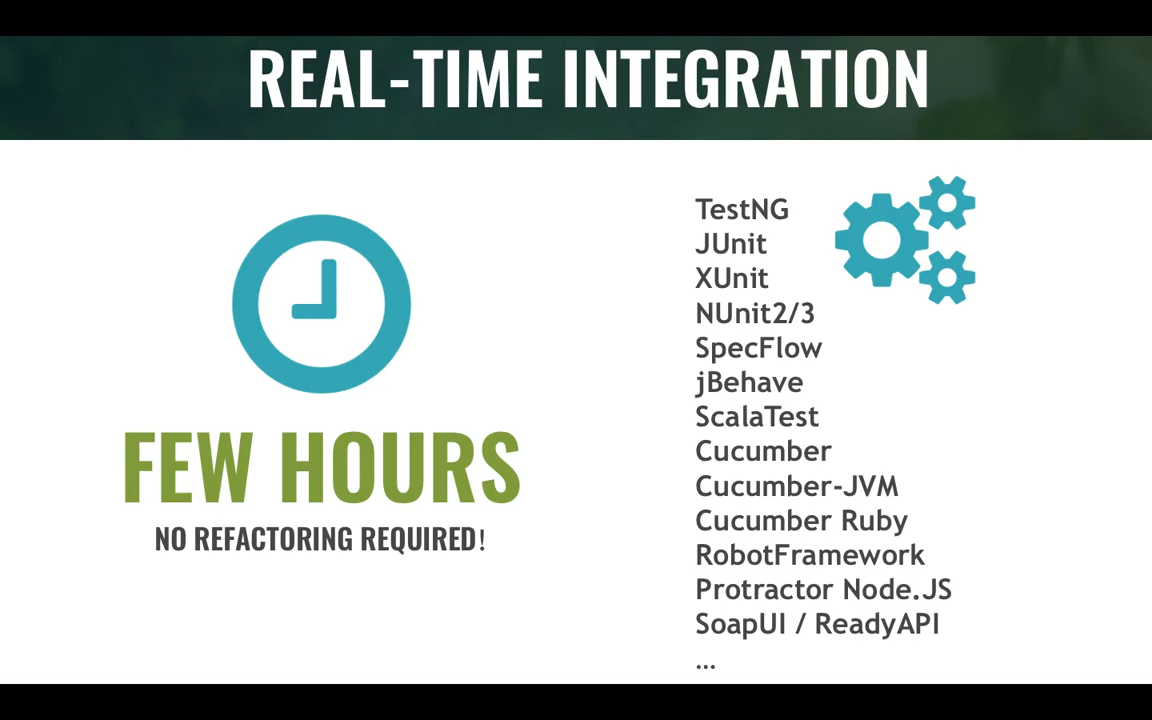 REAL-TIME INTEGRATION
FEW HOURS
NO REFACTORING REQUIRED!
TestNG
JUnit
XUnit
NUnit2/3
SpecFlow
jBehave
ScalaTest
Cucumber
Cucumber-JVM
Cucumber Ruby
RobotFramework
Protractor Node.JS
SoapUI / ReadyAPI
...